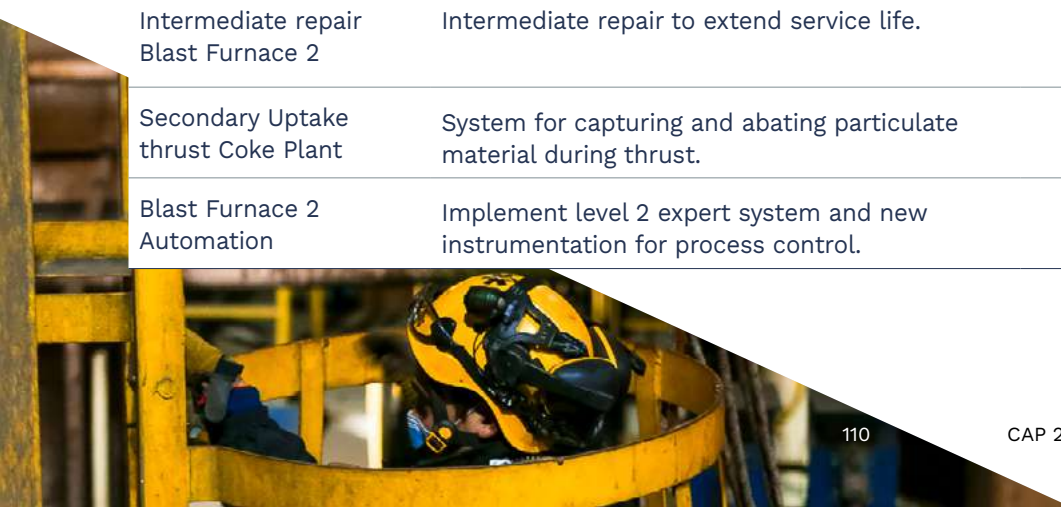 Intermediate repair
Blast Furnace 2
Intermediate repair to extend service life.
Secondary Uptake
thrust Coke Plant
System for capturing and abating particulate
material during thrust.
Blast Furnace 2
Automation
Implement level 2 expert system and new
instrumentation for process control.
110
CAP 2